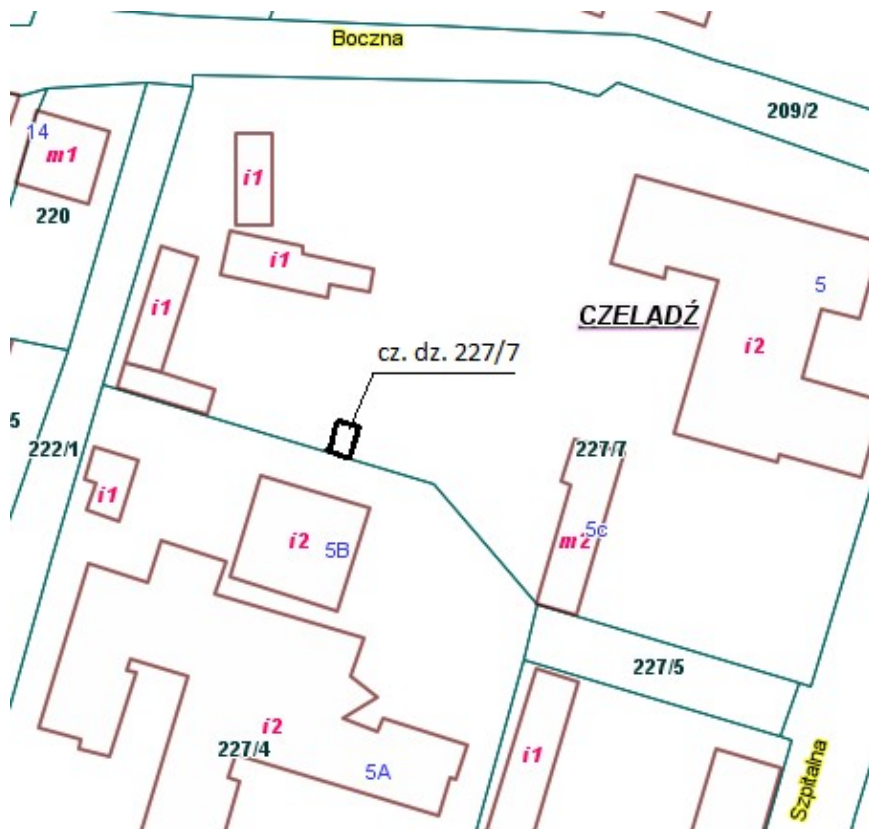 Boczna
209/2
14
m1
i1
220
i1
i1
5
CZELADŹ
i2
cz. dz. 227/7
5
222/1
227/7
i1
i2
5B
5c
m2
227/5
i2
227/4
5A
i1
Szpitalna